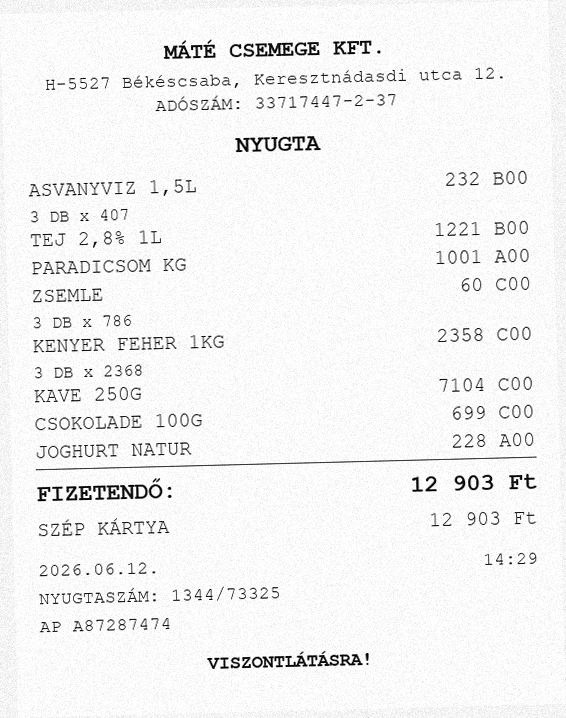 MÁTÉ CSEMEGE KFT.
H-5527 Békéscsaba, Keresztnádasdi utca 12.
ADÓSZÁM: 33717447-2-37
NYUGTA
ASVANYVIZ 1,5L 232 B00
3 DB x 407
TEJ 2,8% 1L 1221 B00
PARADICSOM KG 1001 A00
ZSEMLE 60 C00
3 DB x 786
KENYER FEHER 1KG 2358 C00
3 DB x 2368
KAVE 250G 7104 C00
CSOKOLADE 100G 699 C00
JOGHURT NATUR 228 A00
FIZETENDŐ: 12 903 Ft
SZÉP KÁRTYA 12 903 Ft
2026.06.12. 14:29
NYUGTASZÁM: 1344/73325
AP A87287474
VISZONTLÁTÁSRA!